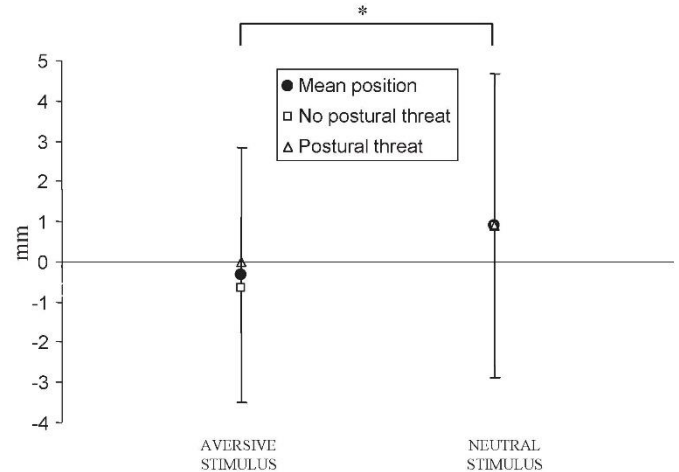 *
5
4
3
2
1
0
-1
-2
-3
-4
mm
Mean position
No postural threat
Postural threat
AVERSIVE
STIMULUS
NEUTRAL
STIMULUS